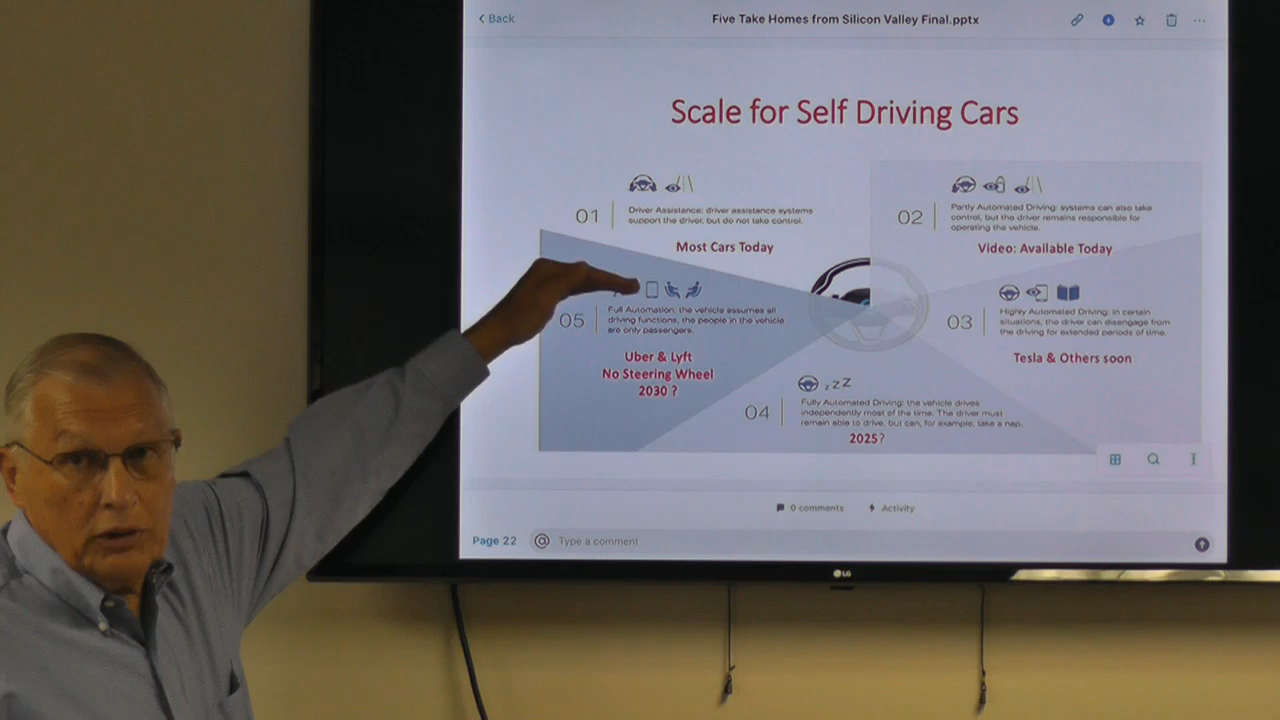 Back
Five Take Homes from Silicon Valley Final.pptx
Scale for Self Driving Cars
01
Driver Assistance: driver assistance systems
support the driver, but do not take control.
Most Cars Today
02
Partly Automated Driving: systems can also take
control, but the driver remains responsible for
operating the vehicle.
Video: Available Today
05
Full Automation: the vehicle assumes all
driving functions, the people in the vehicle
are only passengers.
Uber & Lyft
No Steering Wheel
2030 ?
03
Highly Automated Driving: in certain
situations, the driver can disengage from
the driving for extended periods of time.
Tesla & Others soon
zzZ
04
Fully Automated Driving: the vehicle drives
independently most of the time. The driver must
remain able to drive, but can, for example, take a nap.
2025?
0 comments
Activity
Page 22
Type a comment
LG